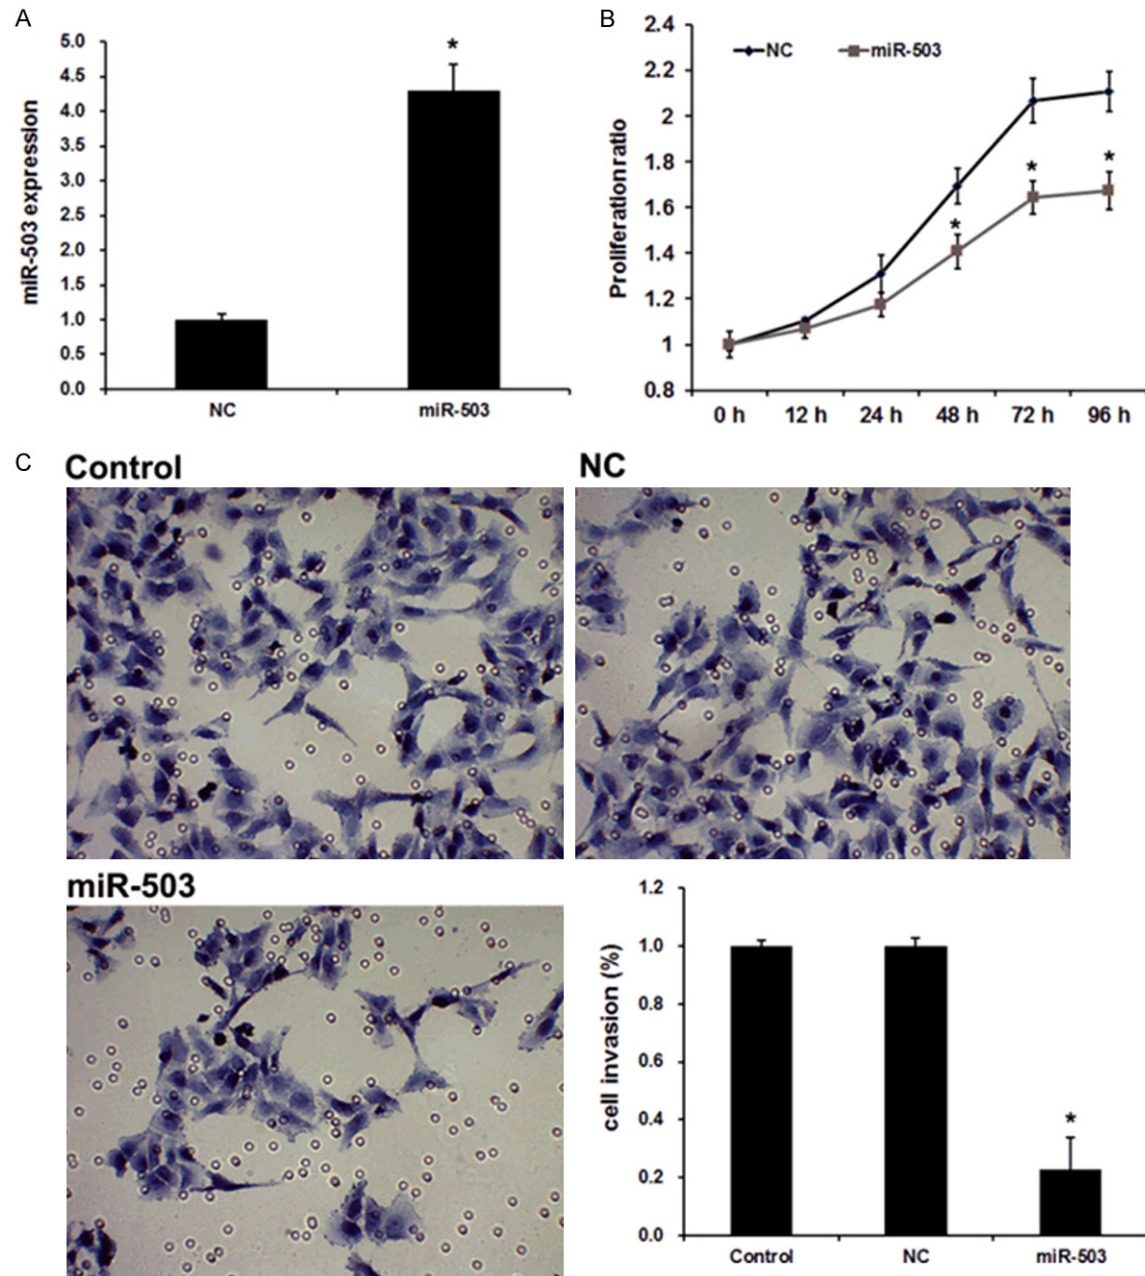 A
miR-503 expression
5.0
4.5
4.0
3.5
3.0
2.5
2.0
1.5
1.0
0.5
0.0
*
NC
miR-503
B
Proliferationratio
2.4
2.2
2
1.8
1.6
1.4
1.2
1
0.8
NC
miR-503
*
*
*
0 h
12 h
24 h
48 h
72 h
96 h
C
Control
NC
miR-503
cell invasion (%)
1.2
1.0
0.8
0.6
0.4
0.2
0.0
*
Control
NC
miR-503